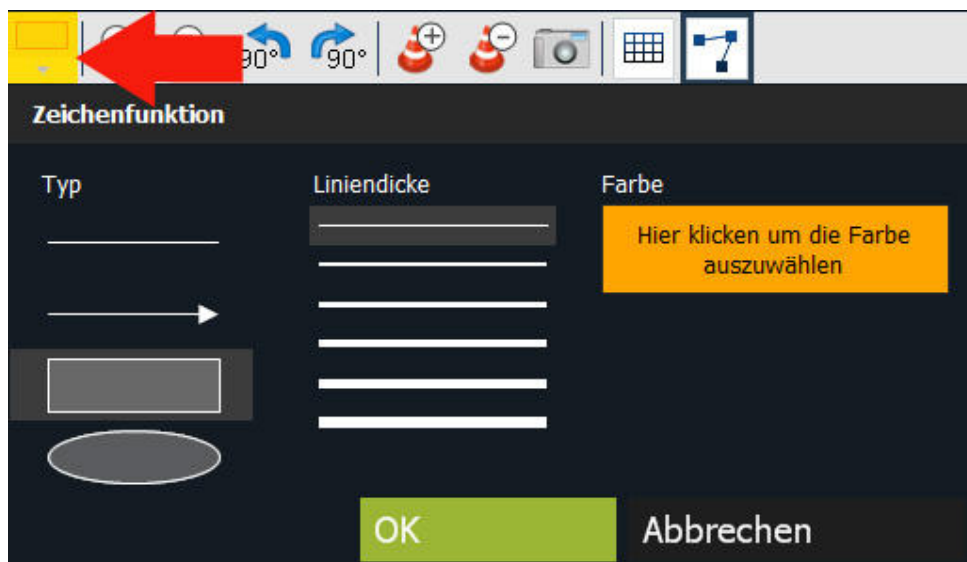 90° 90°
Zeichenfunktion
Typ Liniendicke Farbe
Hier klicken um die Farbe
auszuwählen
OK Abbrechen